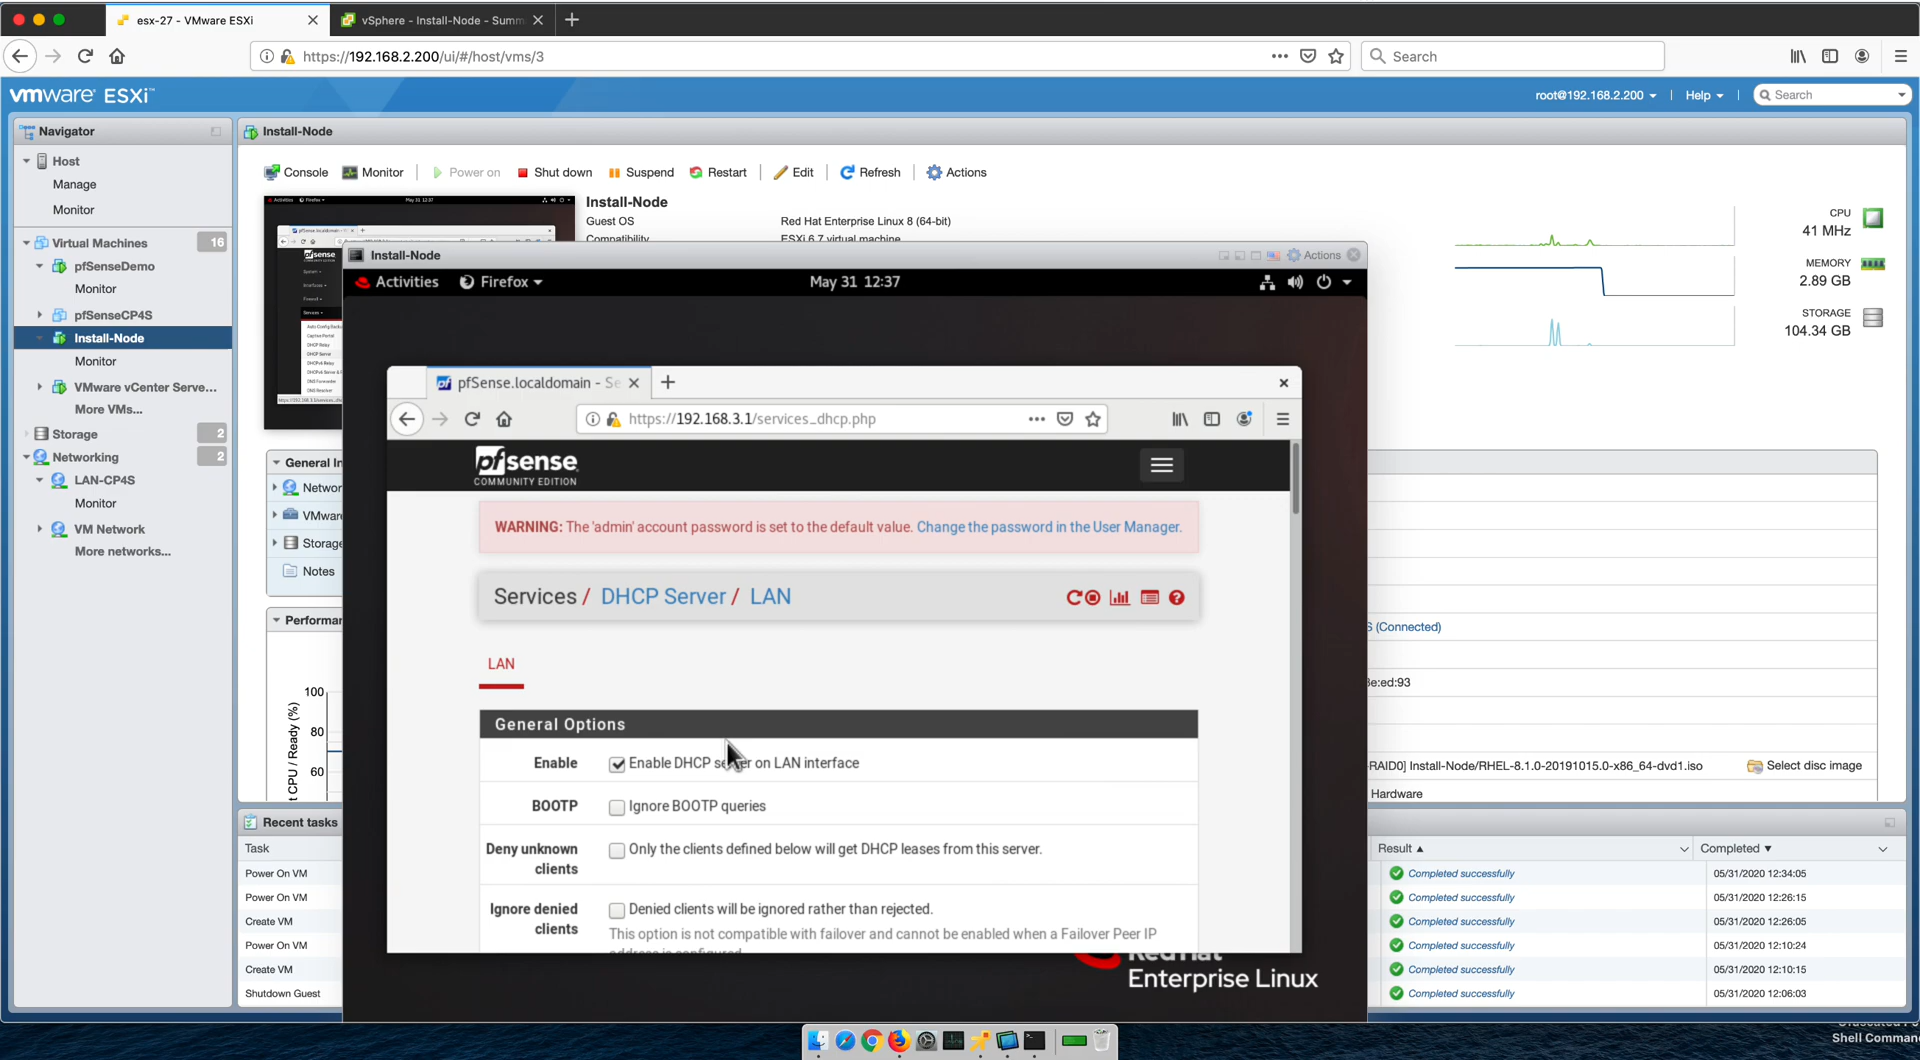 esx-27 - VMware ESXi
vSphere - Install-Node - Summ
https://192.168.2.200/ui/#/host/vms/3
Search
vmware ESXi
root@192.168.2.200
Help
Search
Navigator
Host
Manage
Monitor
Virtual Machines
16
pfSenseDemo
Monitor
pfSenseCP4S
Install-Node
Monitor
VMware vCenter Serve...
More VMs...
Storage
2
Networking
2
LAN-CP4S
Monitor
VM Network
More networks...
Install-Node
Console
Monitor
Power on
Shut down
Suspend
Restart
Edit
Refresh
Actions
Install-Node
Guest OS
Red Hat Enterprise Linux 8 (64-bit)
Compatibility
ESXi 6.7 virtual machine
CPU
41 MHz
MEMORY
2.89 GB
STORAGE
104.34 GB
General In
Networ
VMware
Storage
Notes
Performan
100
80
60
CPU / Ready (%)
S (Connected)
8e:ed:93
RAID0] Install-Node/RHEL-8.1.0-20191015.0-x86_64-dvd1.iso
Select disc image
Hardware
Install-Node
Actions
Activities
Firefox
May 31 12:37
pfSense.localdomain - Se
https://192.168.3.1/services_dhcp.php
pfsense
COMMUNITY EDITION
WARNING: The 'admin' account password is set to the default value. Change the password in the User Manager.
Services / DHCP Server / LAN
LAN
General Options
Enable
Enable DHCP server on LAN interface
BOOTP
Ignore BOOTP queries
Deny unknown
clients
Only the clients defined below will get DHCP leases from this server.
Ignore denied
clients
Denied clients will be ignored rather than rejected.
This option is not compatible with failover and cannot be enabled when a Failover Peer IP
address is configured.
Red Hat
Enterprise Linux
Recent tasks
Task
Result
Completed
Power On VM
Completed successfully
05/31/2020 12:34:05
Power On VM
Completed successfully
05/31/2020 12:26:15
Create VM
Completed successfully
05/31/2020 12:26:05
Power On VM
Completed successfully
05/31/2020 12:10:24
Create VM
Completed successfully
05/31/2020 12:10:15
Shutdown Guest
Completed successfully
05/31/2020 12:06:03
Shell Comman